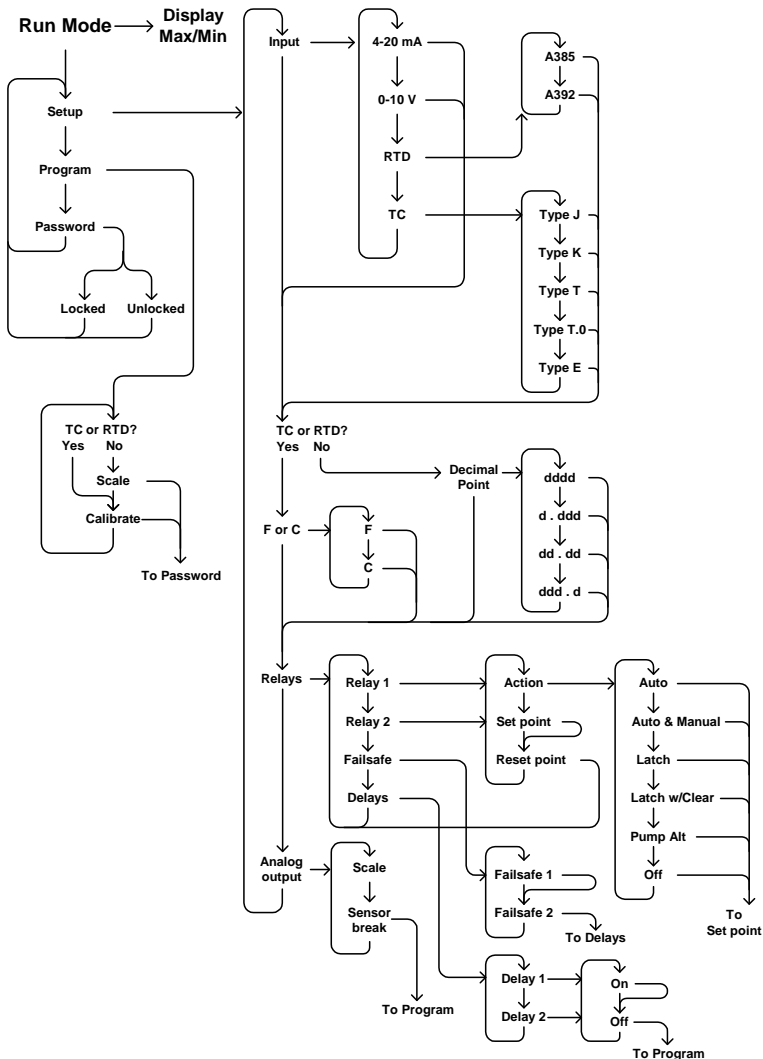 Run Mode
Display
Max/Min
Setup
Program
Password
Locked
Unlocked
TC or RTD?
Yes No
Scale
Calibrate
To Password
Input
4-20 mA
0-10 V
RTD
TC
A385
A392
Type J
Type K
Type T
Type T.0
Type E
TC or RTD?
Yes No
Decimal
Point
dddd
d . ddd
dd . dd
ddd . d
F or C
F
C
Relays
Relay 1
Relay 2
Failsafe
Delays
Action
Set point
Reset point
Auto
Auto & Manual
Latch
Latch w/Clear
Pump Alt
Off
To
Set point
Analog
output
Scale
Sensor
break
To Program
Failsafe 1
Failsafe 2
To Delays
Delay 1
Delay 2
On
Off
To Program